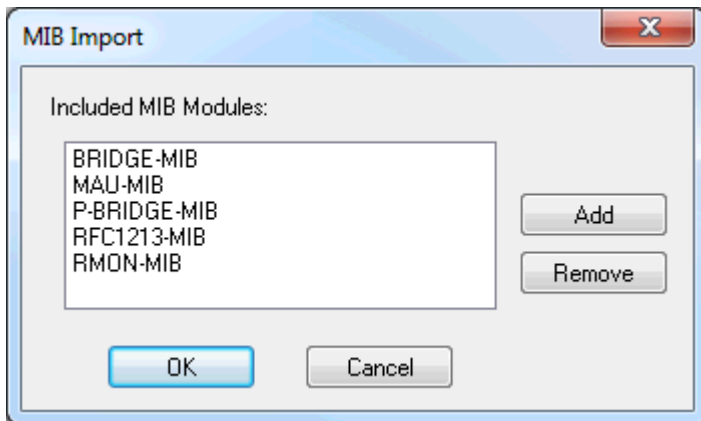 MIB Import
Included MIB Modules:
BRIDGE-MIB
MAU-MIB
P-BRIDGE-MIB
RFC1213-MIB
RMON-MIB
Add
Remove
OK
Cancel